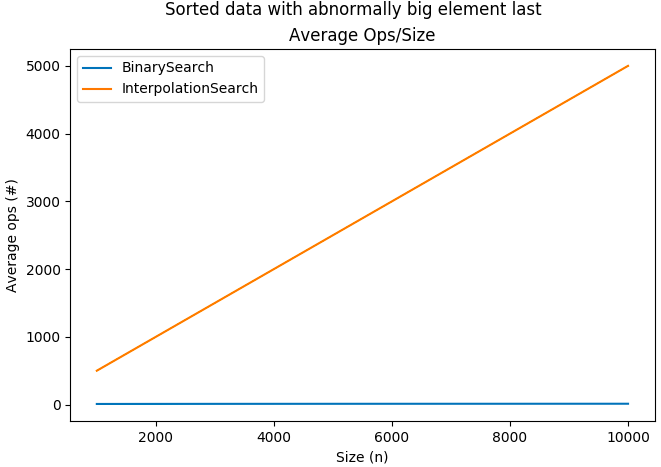 Sorted data with abnormally big element last
Average Ops/Size
BinarySearch
InterpolationSearch
Average ops (#)
5000
4000
3000
2000
1000
0
2000 4000 6000 8000 10000
Size (n)